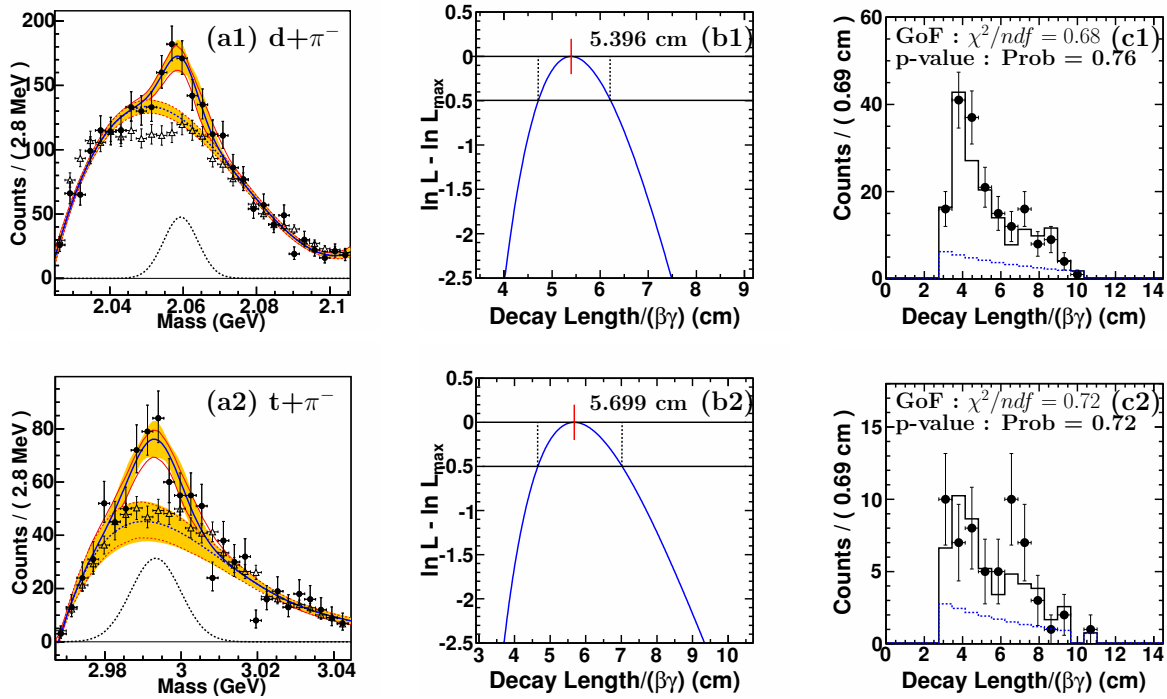 (a1) d+π⁻
Counts / ( 2.8 MeV )
200
150
100
50
0
2.04 2.06 2.08 2.1
Mass (GeV)
5.396 cm (b1)
ln L - ln L_max
0.5
0
-0.5
-1
-1.5
-2
-2.5
4 5 6 7 8 9
Decay Length/(βγ) (cm)
GoF : χ²/ndf = 0.68 (c1)
p-value : Prob = 0.76
Counts / ( 0.69 cm )
60
40
20
0
0 2 4 6 8 10 12 14
Decay Length/(βγ) (cm)
(a2) t+π⁻
Counts / ( 2.8 MeV )
80
60
40
20
0
2.98 3 3.02 3.04
Mass (GeV)
5.699 cm (b2)
ln L - ln L_max
0.5
0
-0.5
-1
-1.5
-2
-2.5
3 4 5 6 7 8 9 10
Decay Length/(βγ) (cm)
GoF : χ²/ndf = 0.72 (c2)
p-value : Prob = 0.72
Counts / ( 0.69 cm )
15
10
5
0
0 2 4 6 8 10 12 14
Decay Length/(βγ) (cm)